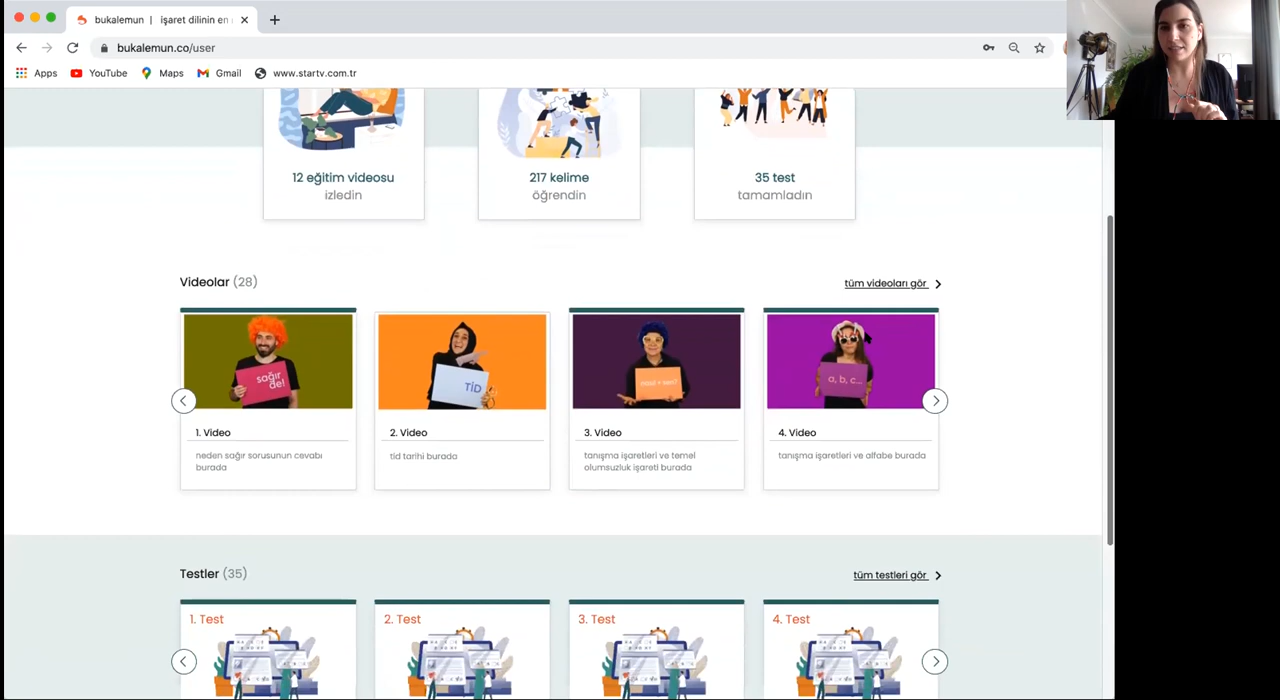 bukalemun | işaret dilinin en
bukalemun.co/user
Apps YouTube Maps Gmail www.startv.com.tr
12 eğitim videosu
izledin
217 kelime
öğrendin
35 test
tamamladın
Videolar (28)
tüm videoları gör
sağır
de!
TİD
a, b, c...
1. Video
neden sağır sorusunun cevabı
burada
2. Video
tid tarihi burada
3. Video
tanışma işaretleri ve temel
olumsuzluk işareti burada
4. Video
tanışma işaretleri ve alfabe burada
Testler (35)
tüm testleri gör
1. Test
2. Test
3. Test
4. Test